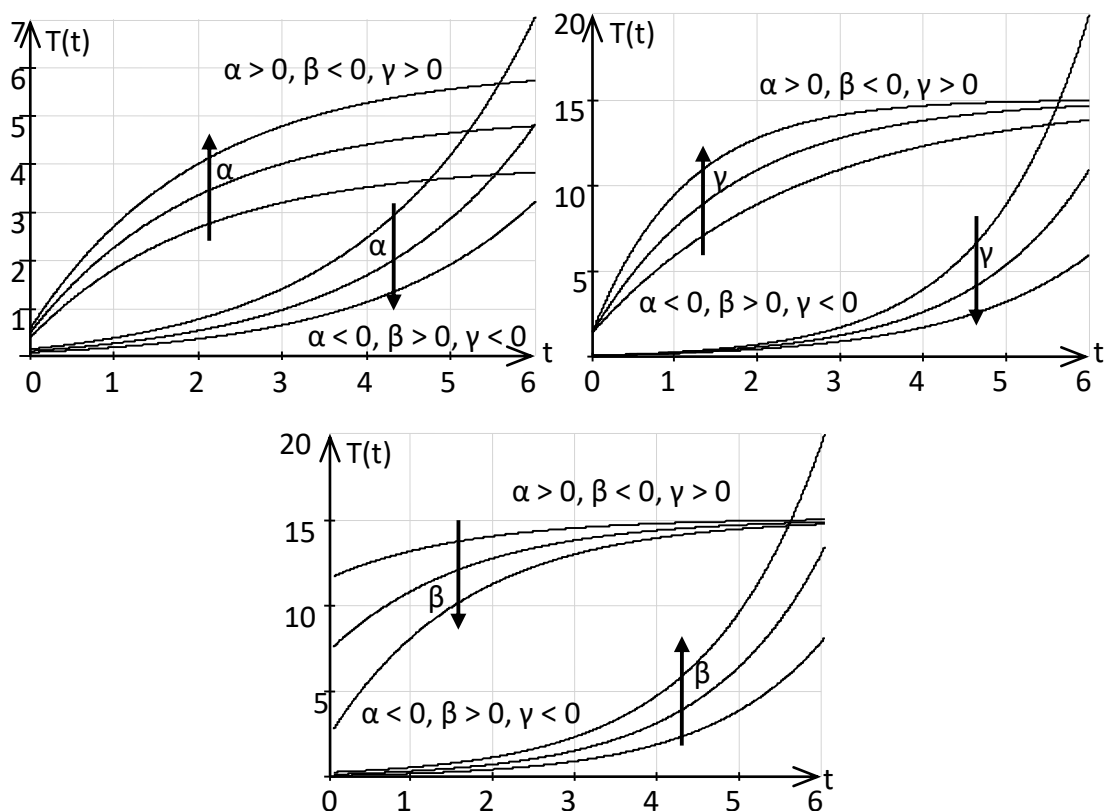 7
T(t)
6
α > 0, β < 0, γ > 0
5
4
α
3
α
2
1
α < 0, β > 0, γ < 0
t
0 1 2 3 4 5 6
20
T(t)
α > 0, β < 0, γ > 0
15
γ
10
γ
5
α < 0, β > 0, γ < 0
t
0 1 2 3 4 5 6
20
T(t)
α > 0, β < 0, γ > 0
15
β
10
β
5
α < 0, β > 0, γ < 0
t
0 1 2 3 4 5 6